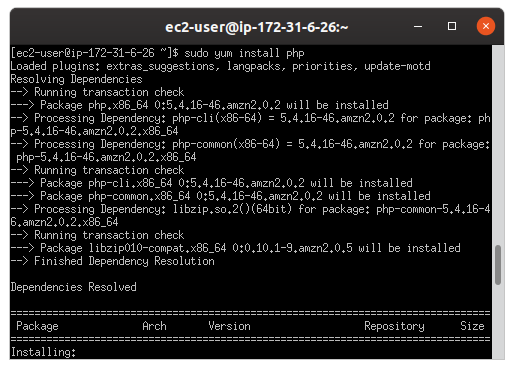 ec2-user@ip-172-31-6-26:~
[ec2-user@ip-172-31-6-26 ~]$ sudo yum install php
Loaded plugins: extras_suggestions, langpacks, priorities, update-motd
Resolving Dependencies
--> Running transaction check
---> Package php.x86_64 0:5.4.16-46.amzn2.0.2 will be installed
--> Processing Dependency: php-cli(x86-64) = 5.4.16-46.amzn2.0.2 for package: ph
p-5.4.16-46.amzn2.0.2.x86_64
--> Processing Dependency: php-common(x86-64) = 5.4.16-46.amzn2.0.2 for package:
 php-5.4.16-46.amzn2.0.2.x86_64
--> Running transaction check
---> Package php-cli.x86_64 0:5.4.16-46.amzn2.0.2 will be installed
---> Package php-common.x86_64 0:5.4.16-46.amzn2.0.2 will be installed
--> Processing Dependency: libzip.so.2()(64bit) for package: php-common-5.4.16-4
6.amzn2.0.2.x86_64
--> Running transaction check
---> Package libzip010-compat.x86_64 0:0.10.1-9.amzn2.0.5 will be installed
--> Finished Dependency Resolution
Dependencies Resolved
================================================================================
 Package Arch Version Repository Size
================================================================================
Installing: